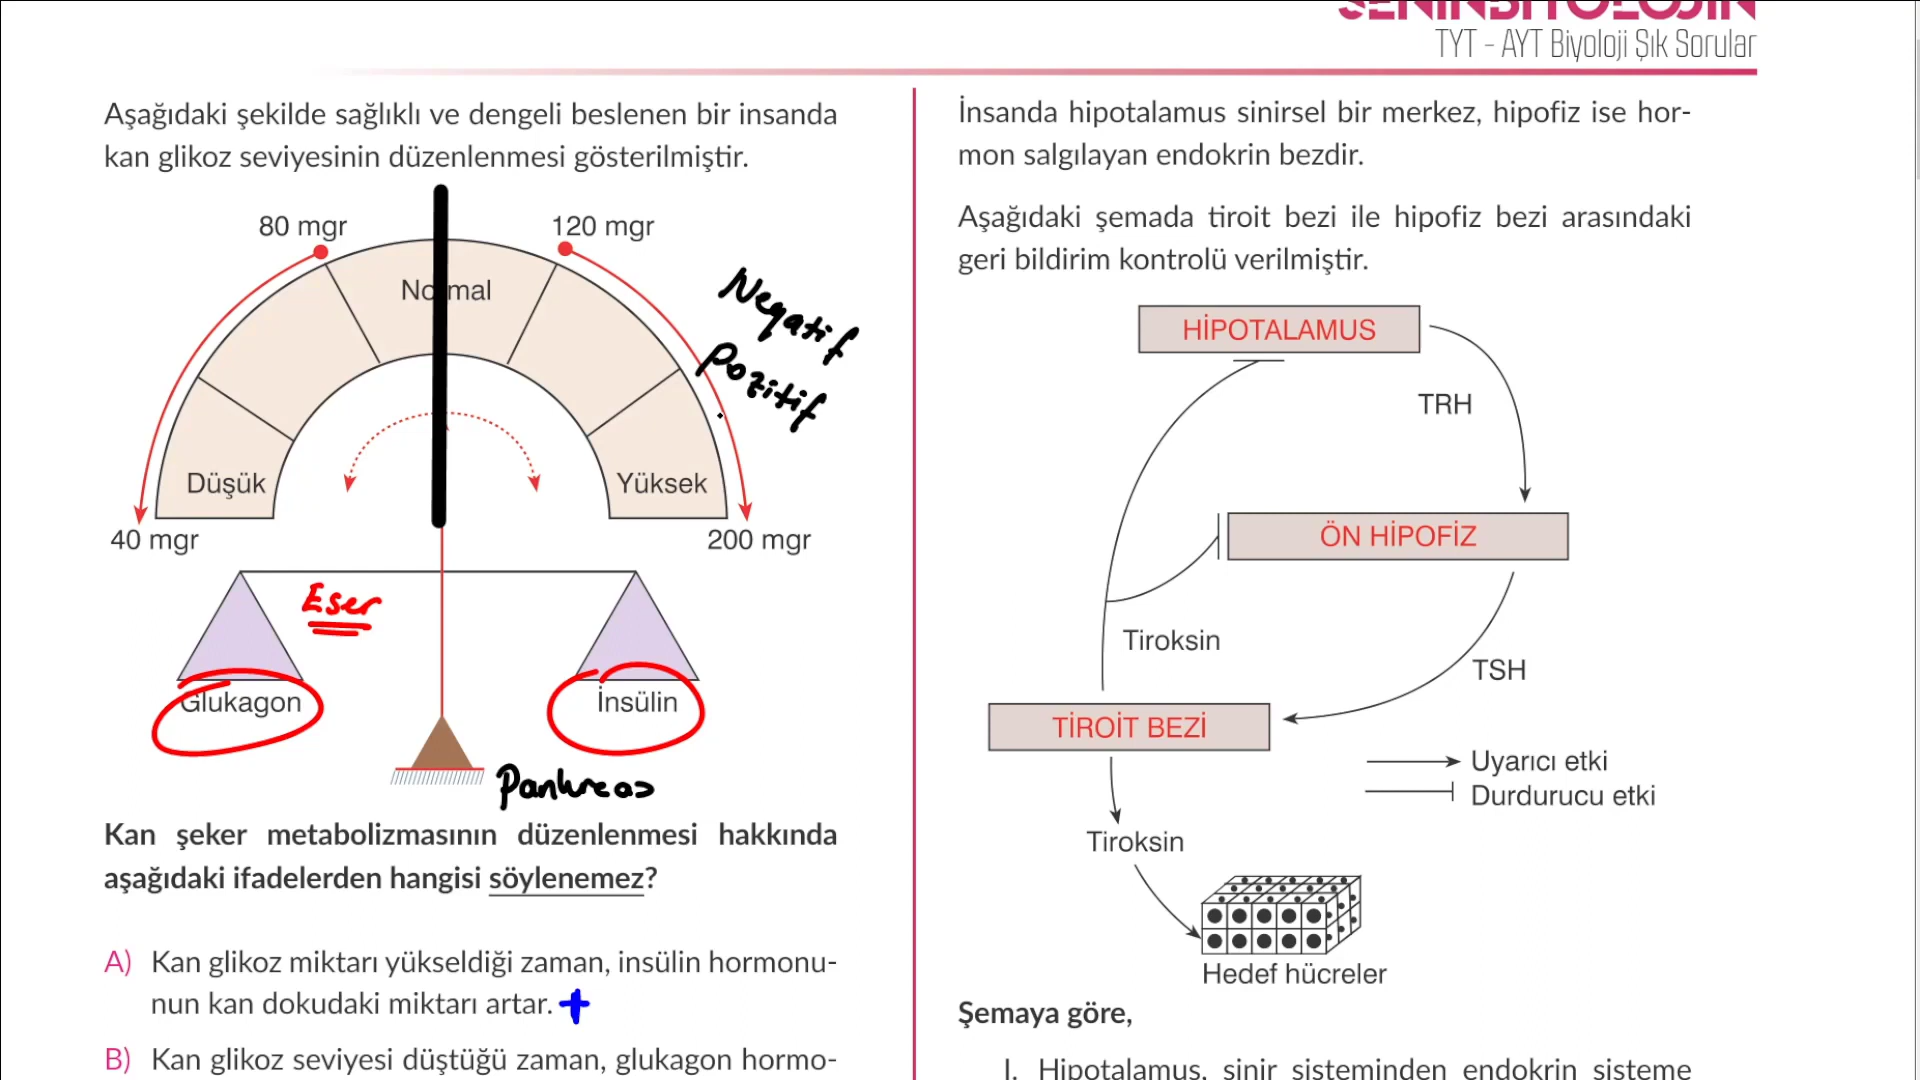 SENİNBİYOLOJİN
TYT - AYT Biyoloji Şık Sorular
Aşağıdaki şekilde sağlıklı ve dengeli beslenen bir insanda
kan glikoz seviyesinin düzenlenmesi gösterilmiştir.
80 mgr
120 mgr
Normal
Negatif
pozitif
Düşük
Yüksek
40 mgr
200 mgr
Eser
Glukagon
İnsülin
Pankreas
Kan şeker metabolizmasının düzenlenmesi hakkında
aşağıdaki ifadelerden hangisi söylenemez?
A) Kan glikoz miktarı yükseldiği zaman, insülin hormonu-
nun kan dokudaki miktarı artar. +
B) Kan glikoz seviyesi düştüğü zaman, glukagon hormo-
İnsanda hipotalamus sinirsel bir merkez, hipofiz ise hor-
mon salgılayan endokrin bezdir.
Aşağıdaki şemada tiroit bezi ile hipofiz bezi arasındaki
geri bildirim kontrolü verilmiştir.
HİPOTALAMUS
TRH
ÖN HİPOFİZ
Tiroksin
TSH
TİROİT BEZİ
Uyarıcı etki
Durdurucu etki
Tiroksin
Hedef hücreler
Şemaya göre,
I. Hipotalamus, sinir sisteminden endokrin sisteme